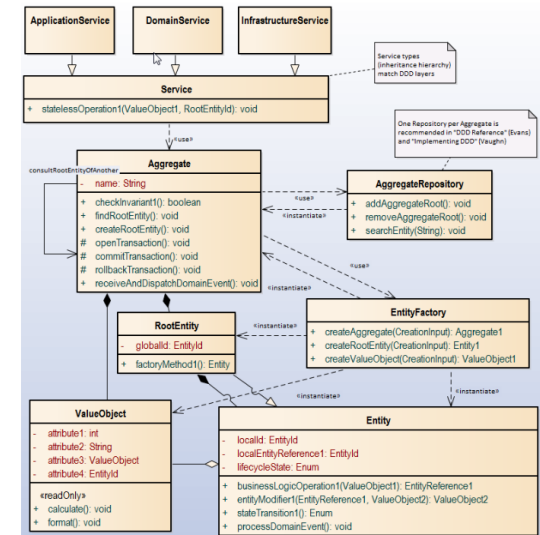 ApplicationService
DomainService
InfrastructureService
Service types
(inheritance hierarchy)
match DDD layers
Service
+ statelessOperation1(ValueObject1, RootEntityId): void
One Repository per Aggregate is
recommended in "DDD Reference" (Evans)
and "Implementing DDD" (Vaughn)
«use»
consultRootEntityOfAnother
Aggregate
- name: String
+ checkInvariant1(): boolean
+ findRootEntity(): void
+ createRootEntity(): void
# openTransaction(): void
# commitTransaction(): void
# rollbackTransaction(): void
+ receiveAndDispatchDomainEvent(): void
«use»
«instantiate»
AggregateRepository
+ addAggregateRoot(): void
+ removeAggregateRoot(): void
+ searchEntity(String): void
«use»
«instantiate»
EntityFactory
+ createAggregate(CreationInput): Aggregate1
+ createRootEntity(CreationInput): Entity1
+ createValueObject(CreationInput): ValueObject1
RootEntity
- globalId: EntityId
+ factoryMethod1(): Entity
«instantiate»
«instantiate»
«instantiate»
ValueObject
- attribute1: int
- attribute2: String
- attribute3: ValueObject
- attribute4: EntityId
«readOnly»
+ calculate(): void
+ format(): void
Entity
- localId: EntityId
- localEntityReference1: EntityId
- lifecycleState: Enum
+ businessLogicOperation1(ValueObject1): EntityReference1
+ entityModifier1(EntityReference1, ValueObject2): ValueObject2
+ stateTransition1(): Enum
+ processDomainEvent(): void